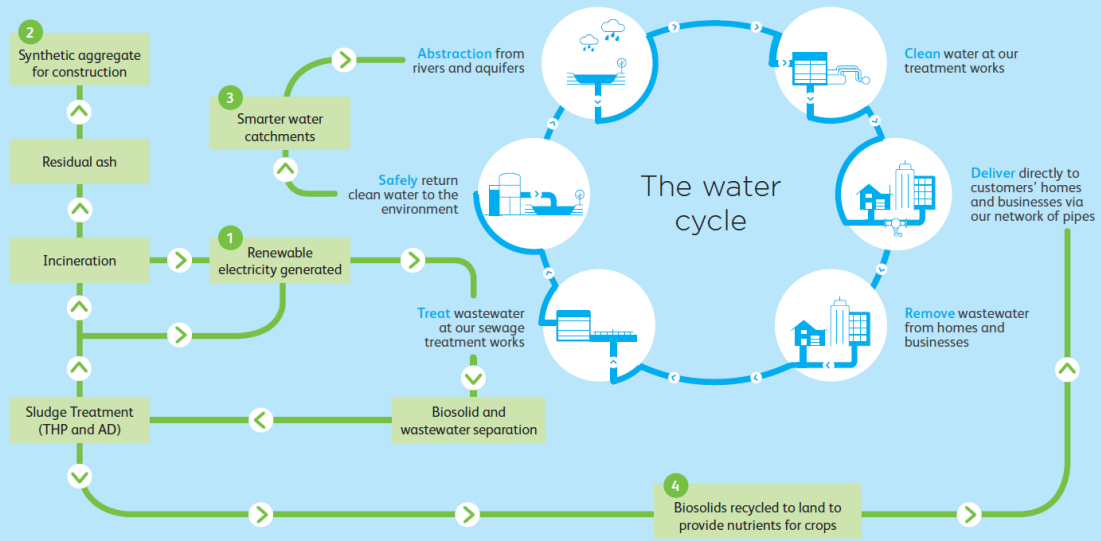 2
Synthetic aggregate
for construction
Residual ash
Incineration
Sludge Treatment
(THP and AD)
3
Smarter water
catchments
1
Renewable
electricity generated
Biosolid and
wastewater separation
4
Biosolids recycled to land to
provide nutrients for crops
Abstraction from
rivers and aquifers
Clean water at our
treatment works
Deliver directly to
customers’ homes
and businesses via
our network of pipes
Remove wastewater
from homes and
businesses
Treat wastewater
at our sewage
treatment works
Safely return
clean water to the
environment
The water
cycle